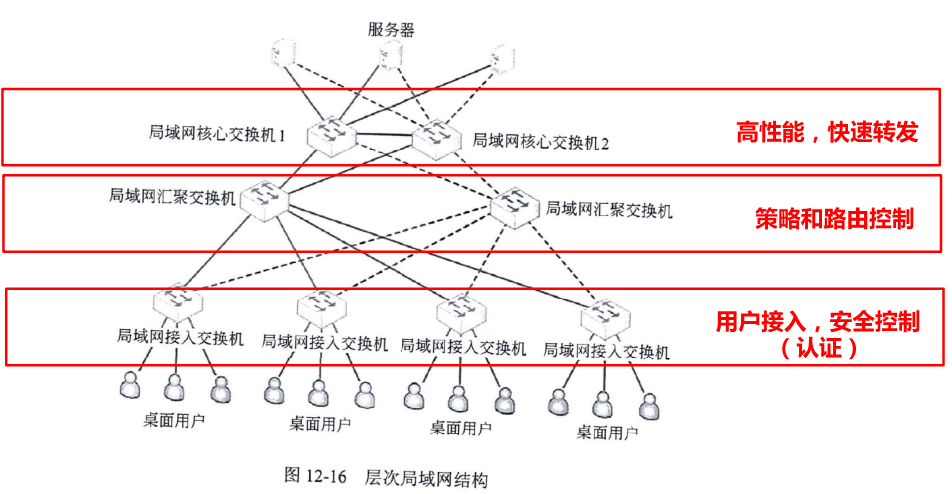 服务器
局域网核心交换机1
局域网核心交换机2
高性能，快速转发
局域网汇聚交换机
局域网汇聚交换机
策略和路由控制
用户接入，安全控制
（认证）
局域网接入交换机
局域网接入交换机
局域网接入交换机
局域网接入交换机
桌面用户
桌面用户
桌面用户
桌面用户
图 12-16 层次局域网结构